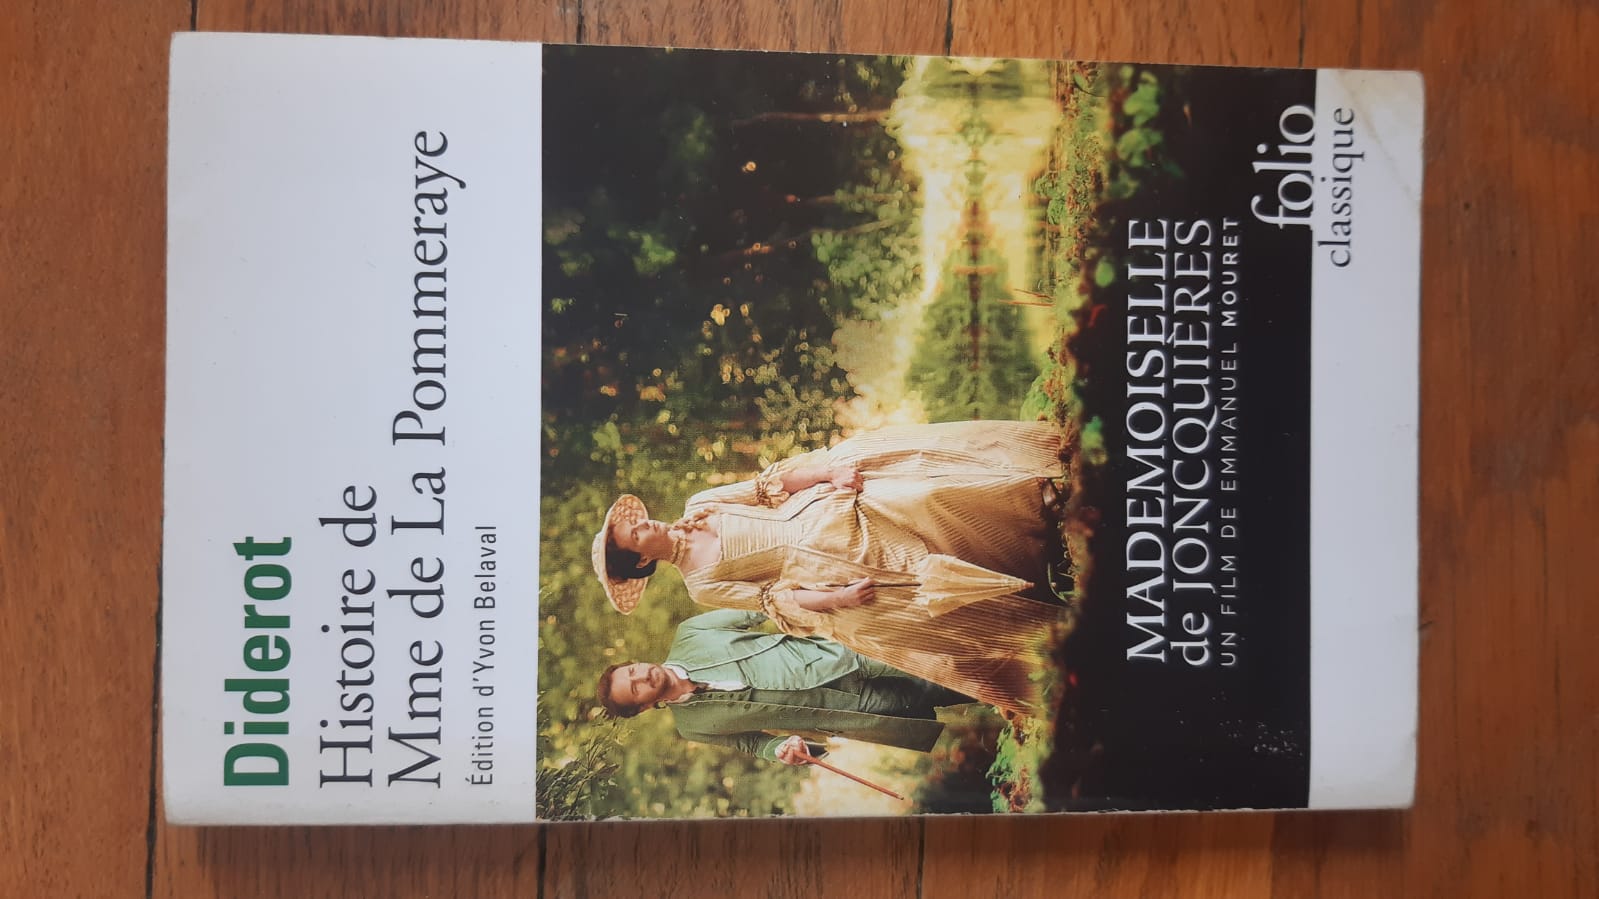 Diderot
Histoire de
Mme de La Pommeraye
Édition d'Yvon Belaval
MADEMOISELLE
de JONCQUIÈRES
UN FILM DE EMMANUEL MOURET
folio
classique